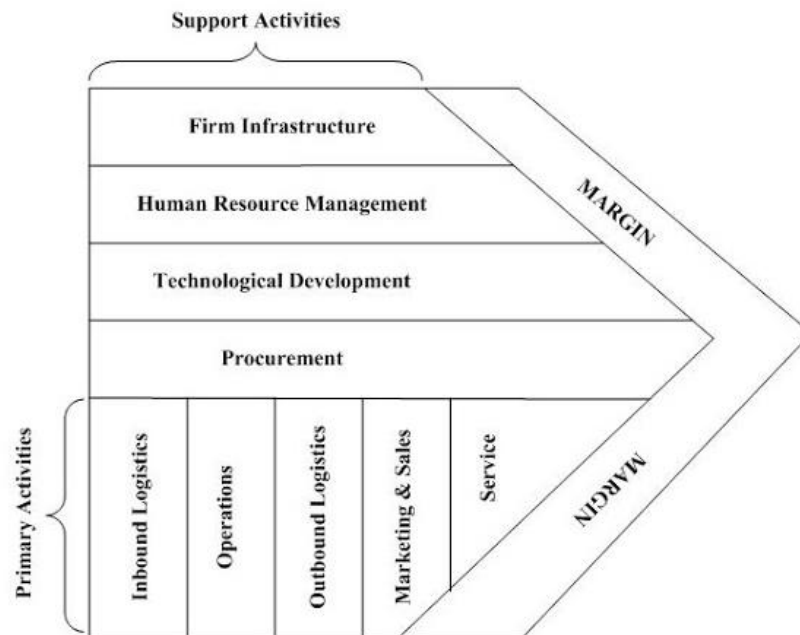 Support Activities
Firm Infrastructure
Human Resource Management
Technological Development
Procurement
MARGIN
Primary Activities
Inbound Logistics
Operations
Outbound Logistics
Marketing & Sales
Service
MARGIN